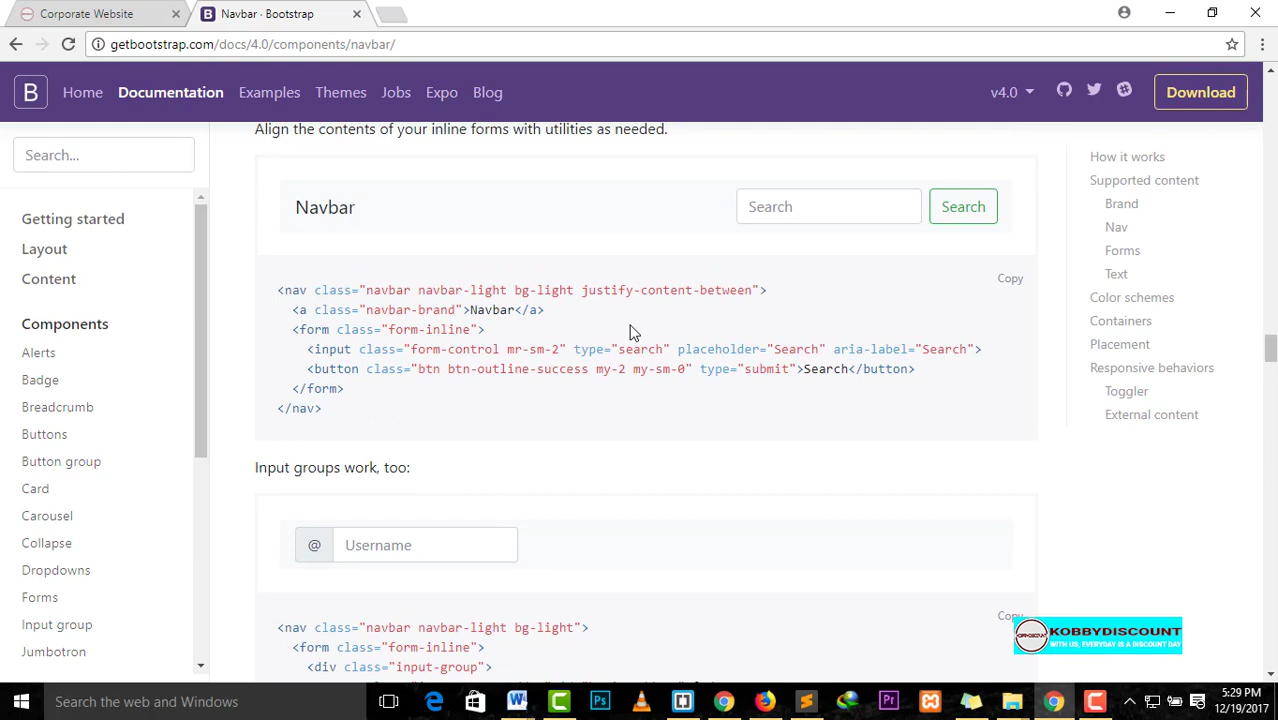 Corporate Website
Navbar · Bootstrap
getbootstrap.com/docs/4.0/components/navbar/
B
Home
Documentation
Examples
Themes
Jobs
Expo
Blog
v4.0
Download
Search...
Getting started
Layout
Content
Components
Alerts
Badge
Breadcrumb
Buttons
Button group
Card
Carousel
Collapse
Dropdowns
Forms
Input group
Jumbotron
Align the contents of your inline forms with utilities as needed.
Navbar
Search
Search
Copy
<nav class="navbar navbar-light bg-light justify-content-between">
<a class="navbar-brand">Navbar</a>
<form class="form-inline">
<input class="form-control mr-sm-2" type="search" placeholder="Search" aria-label="Search">
<button class="btn btn-outline-success my-2 my-sm-0" type="submit">Search</button>
</form>
</nav>
Input groups work, too:
@
Username
Copy
<nav class="navbar navbar-light bg-light">
<form class="form-inline">
<div class="input-group">
How it works
Supported content
Brand
Nav
Forms
Text
Color schemes
Containers
Placement
Responsive behaviors
Toggler
External content
KOBBYDISCOUNT
WITH US, EVERYDAY IS A DISCOUNT DAY
Search the web and Windows
5:29 PM
12/19/2017